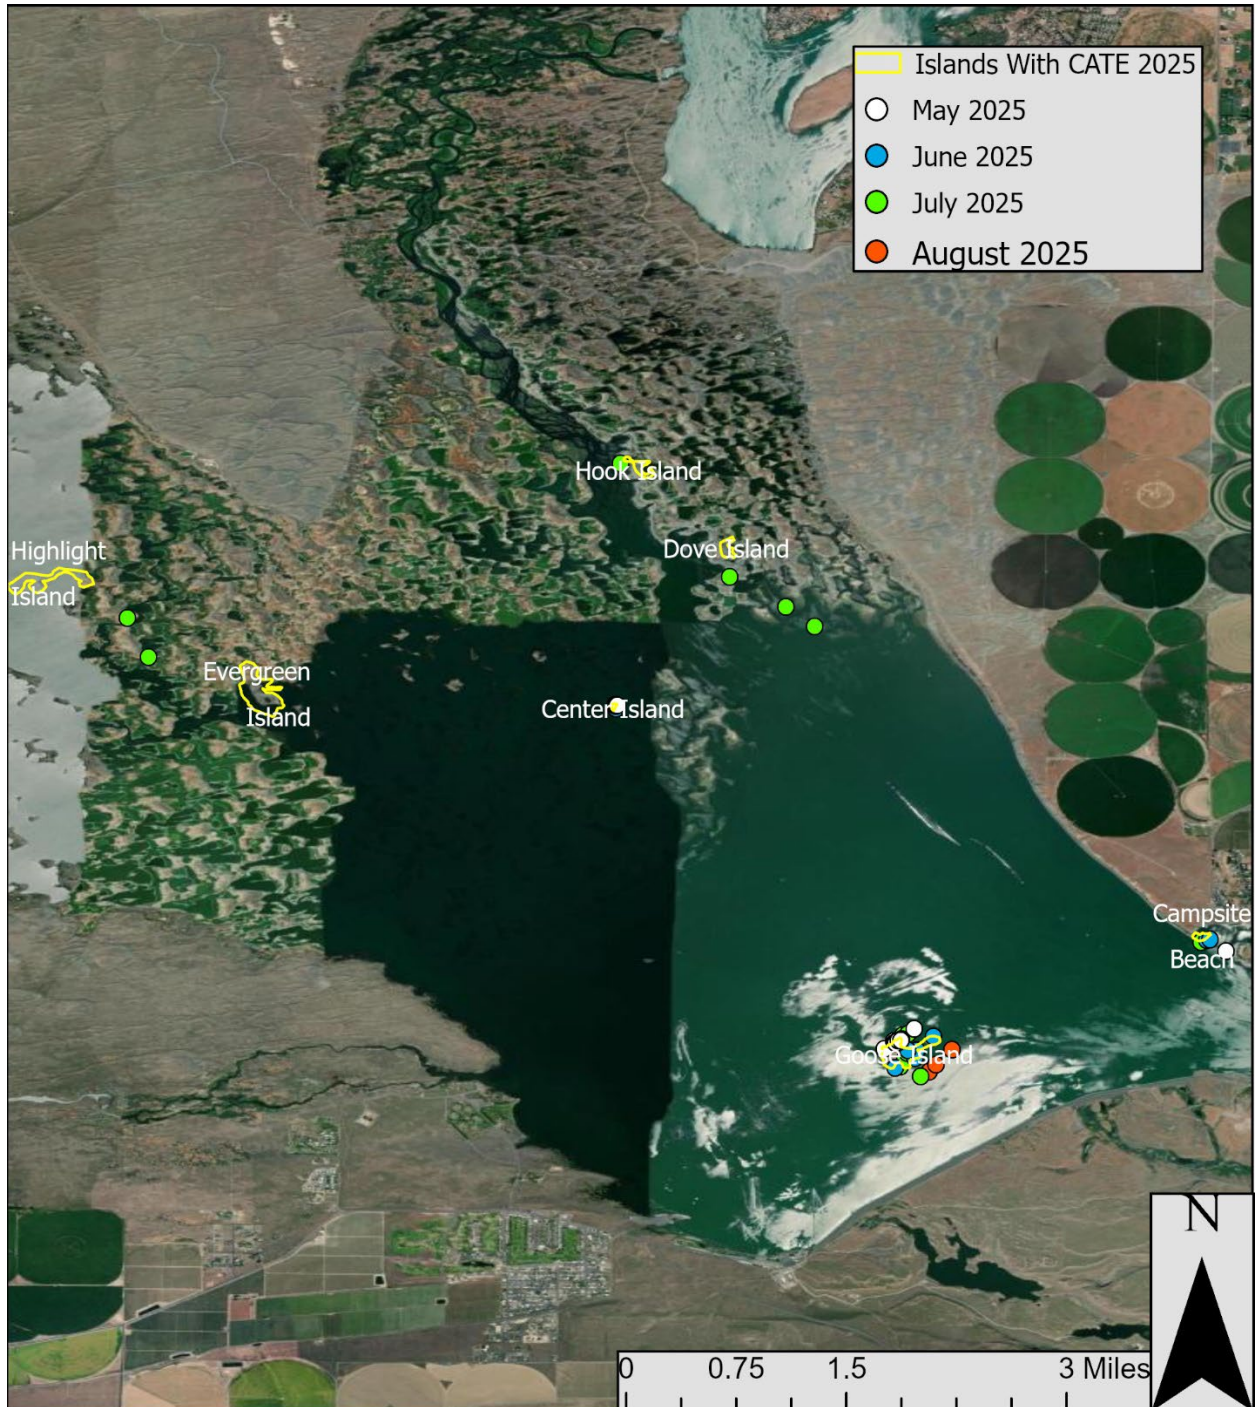 Islands With CATE 2025
May 2025
June 2025
July 2025
August 2025
Hook Island
Dove Island
Highlight
Island
Evergreen
Island
Center Island
Campsite
Beach
Goose Island
N
0 0.75 1.5 3 Miles